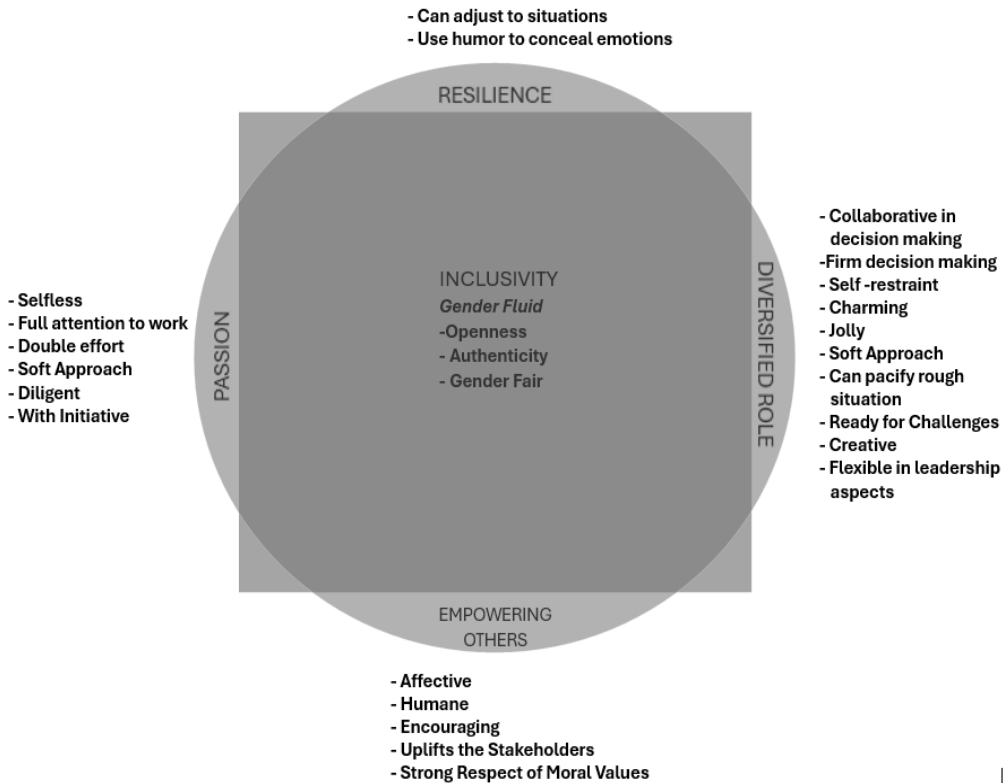 - Can adjust to situations
- Use humor to conceal emotions
RESILIENCE
- Selfless
- Full attention to work
- Double effort
- Soft Approach
- Diligent
- With Initiative
PASSION
INCLUSIVITY
Gender Fluid
-Openness
- Authenticity
- Gender Fair
DIVERSIFIED ROLE
- Collaborative in
decision making
-Firm decision making
- Self -restraint
- Charming
- Jolly
- Soft Approach
- Can pacify rough
situation
- Ready for Challenges
- Creative
- Flexible in leadership
aspects
EMPOWERING
OTHERS
- Affective
- Humane
- Encouraging
- Uplifts the Stakeholders
- Strong Respect of Moral Values